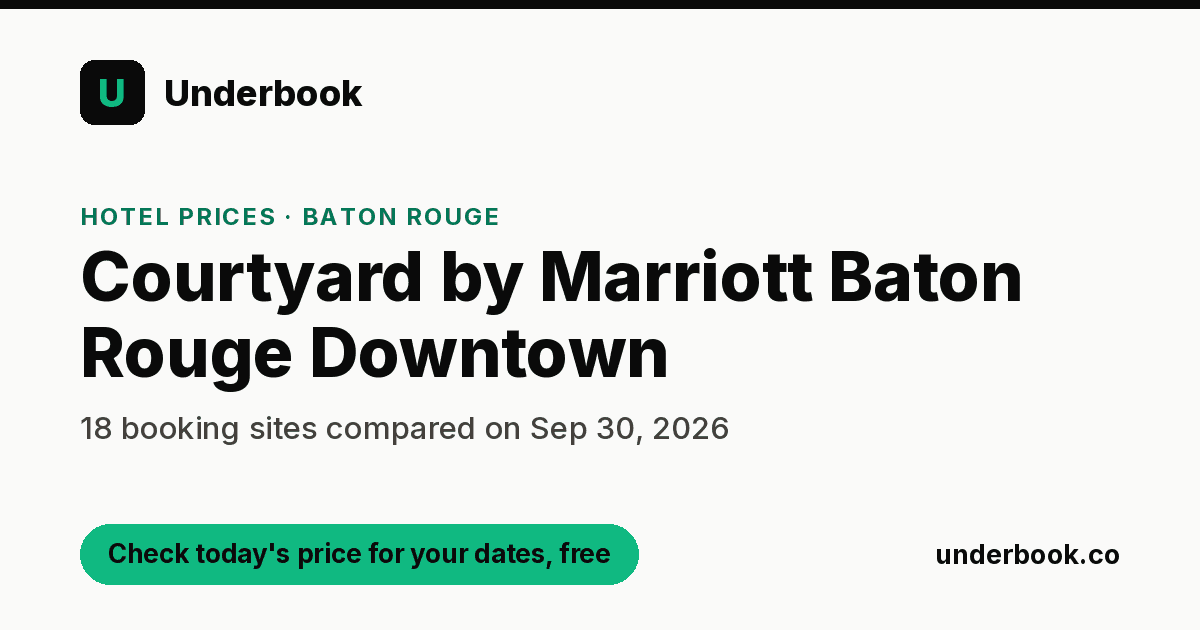 U Underbook
HOTEL PRICES · BATON ROUGE
Courtyard by Marriott Baton
Rouge Downtown
18 booking sites compared on Sep 30, 2026
Check today's price for your dates, free
underbook.co